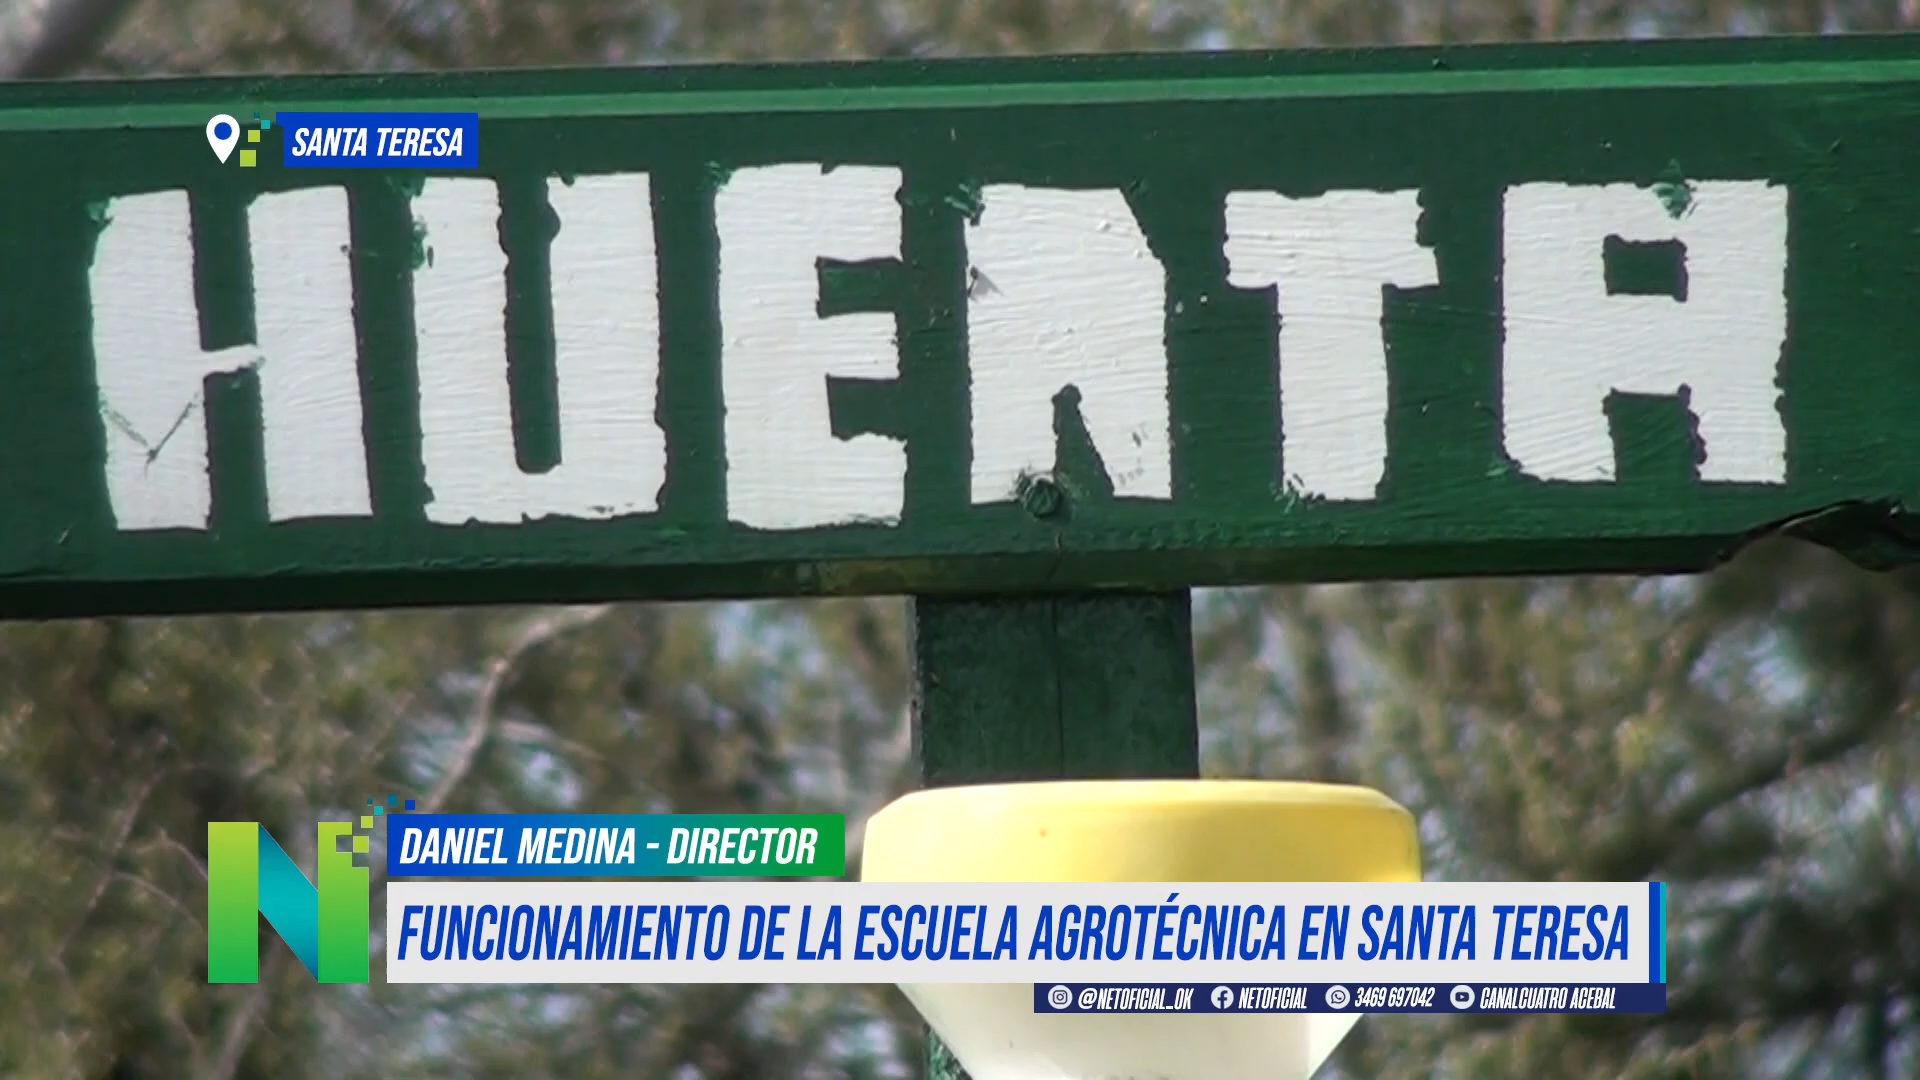 SANTA TERESA
HUERTA
DANIEL MEDINA - DIRECTOR
FUNCIONAMIENTO DE LA ESCUELA AGROTÉCNICA EN SANTA TERESA
@NETOFICIAL_OK NETOFICIAL 3469 697042 CANALCUATRO ACEBAL